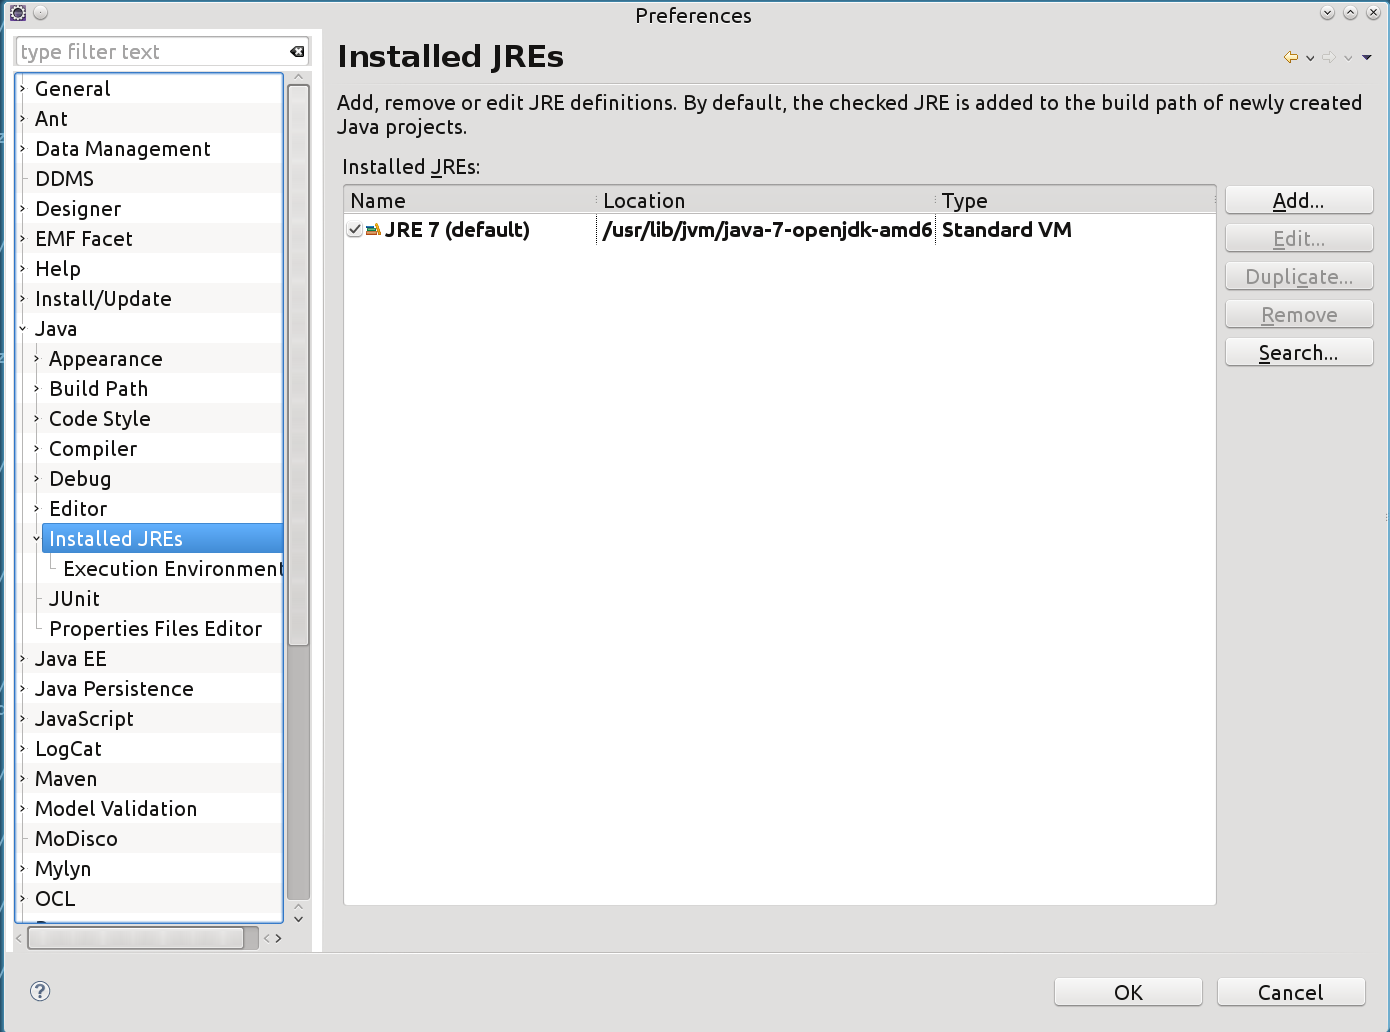 Preferences
type filter text
General
Ant
Data Management
DDMS
Designer
EMF Facet
Help
Install/Update
Java
Appearance
Build Path
Code Style
Compiler
Debug
Editor
Installed JREs
Execution Environment
JUnit
Properties Files Editor
Java EE
Java Persistence
JavaScript
LogCat
Maven
Model Validation
MoDisco
Mylyn
OCL
Installed JREs
Add, remove or edit JRE definitions. By default, the checked JRE is added to the build path of newly created
Java projects.
Installed JREs:
Name Location Type
JRE 7 (default) /usr/lib/jvm/java-7-openjdk-amd6 Standard VM
Add...
Edit...
Duplicate...
Remove
Search...
OK
Cancel